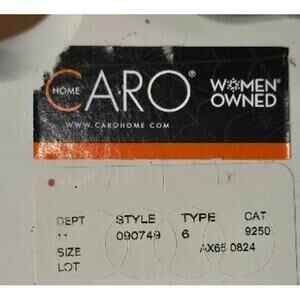 HOME CARO®
WOMEN
OWNED
WWW.CAROHOME.COM
DEPT STYLE TYPE CAT
11 090749 6 9250
SIZE AX65 0824
LOT